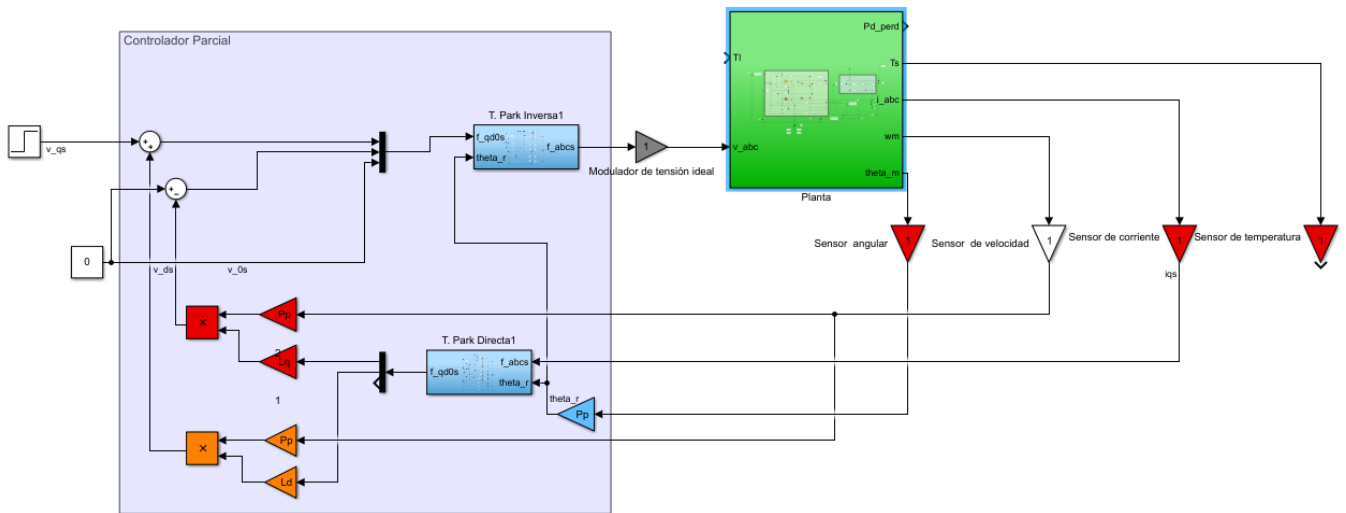 Controlador Parcial
Pd_perd
Tl
Ts
i_abc
wm
v_abc
theta_m
Planta
T. Park Inversa1
f_qd0s
f_abcs
theta_r
1
Modulador de tensión ideal
v_qs
+
+
+
−
0
v_ds
v_0s
Sensor angular
1
Sensor de velocidad
1
Sensor de corriente
1
Sensor de temperatura
1
iqs
×
Pp
2
Lq
1
T. Park Directa1
f_abcs
f_qd0s
theta_r
theta_r
Pp
×
Pp
Ld